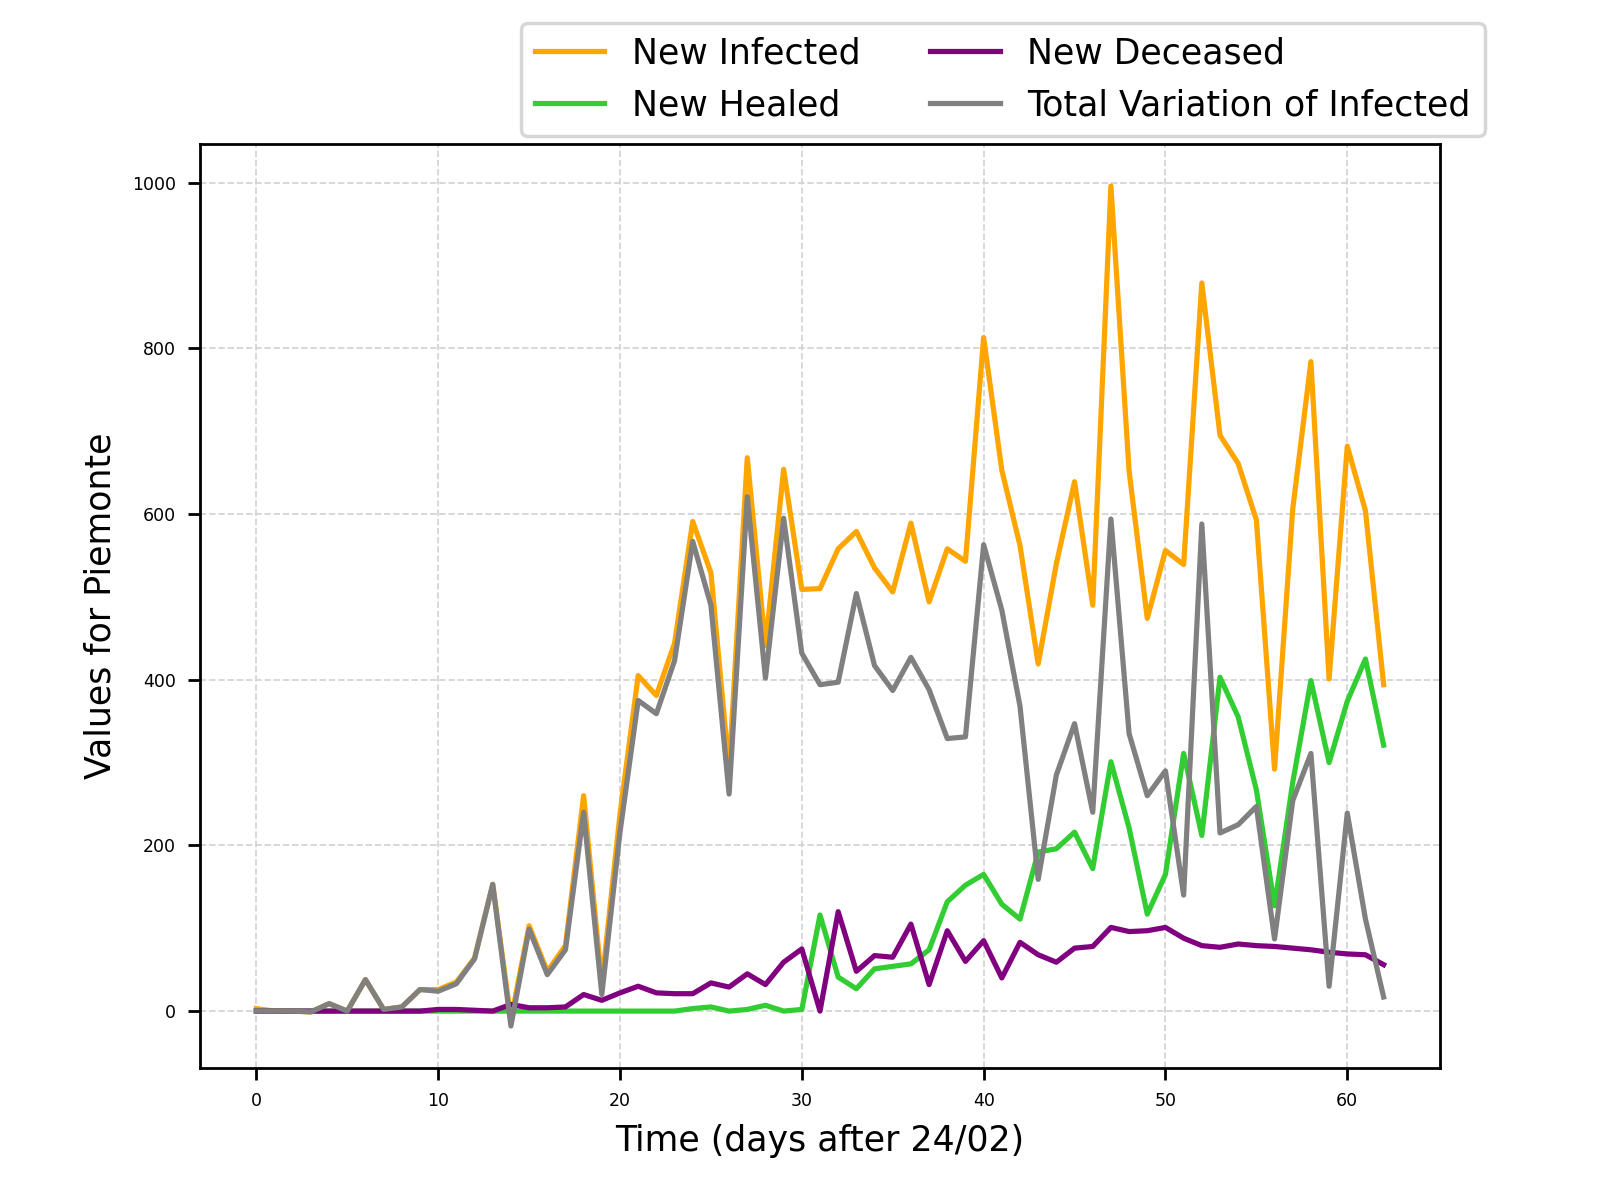 New Infected
New Healed
New Deceased
Total Variation of Infected
1000
800
600
400
200
0
Values for Piemonte
0 10 20 30 40 50 60
Time (days after 24/02)